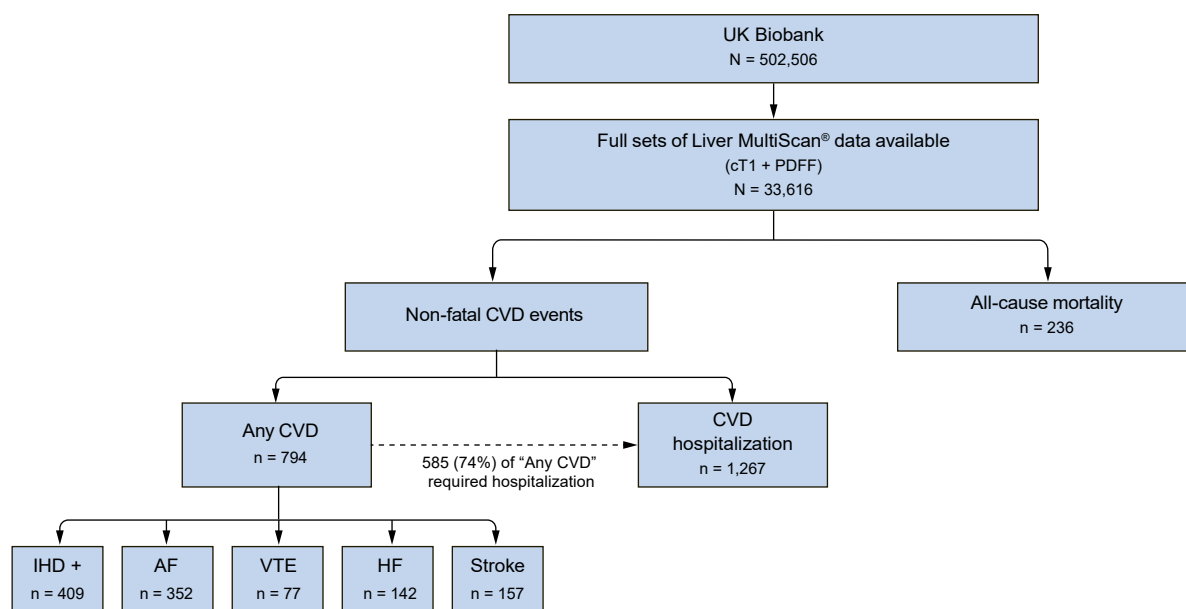 UK Biobank
N = 502,506
Full sets of Liver MultiScan® data available
(cT1 + PDFF)
N = 33,616
Non-fatal CVD events
All-cause mortality
n = 236
Any CVD
n = 794
585 (74%) of “Any CVD”
required hospitalization
CVD
hospitalization
n = 1,267
IHD +
n = 409
AF
n = 352
VTE
n = 77
HF
n = 142
Stroke
n = 157